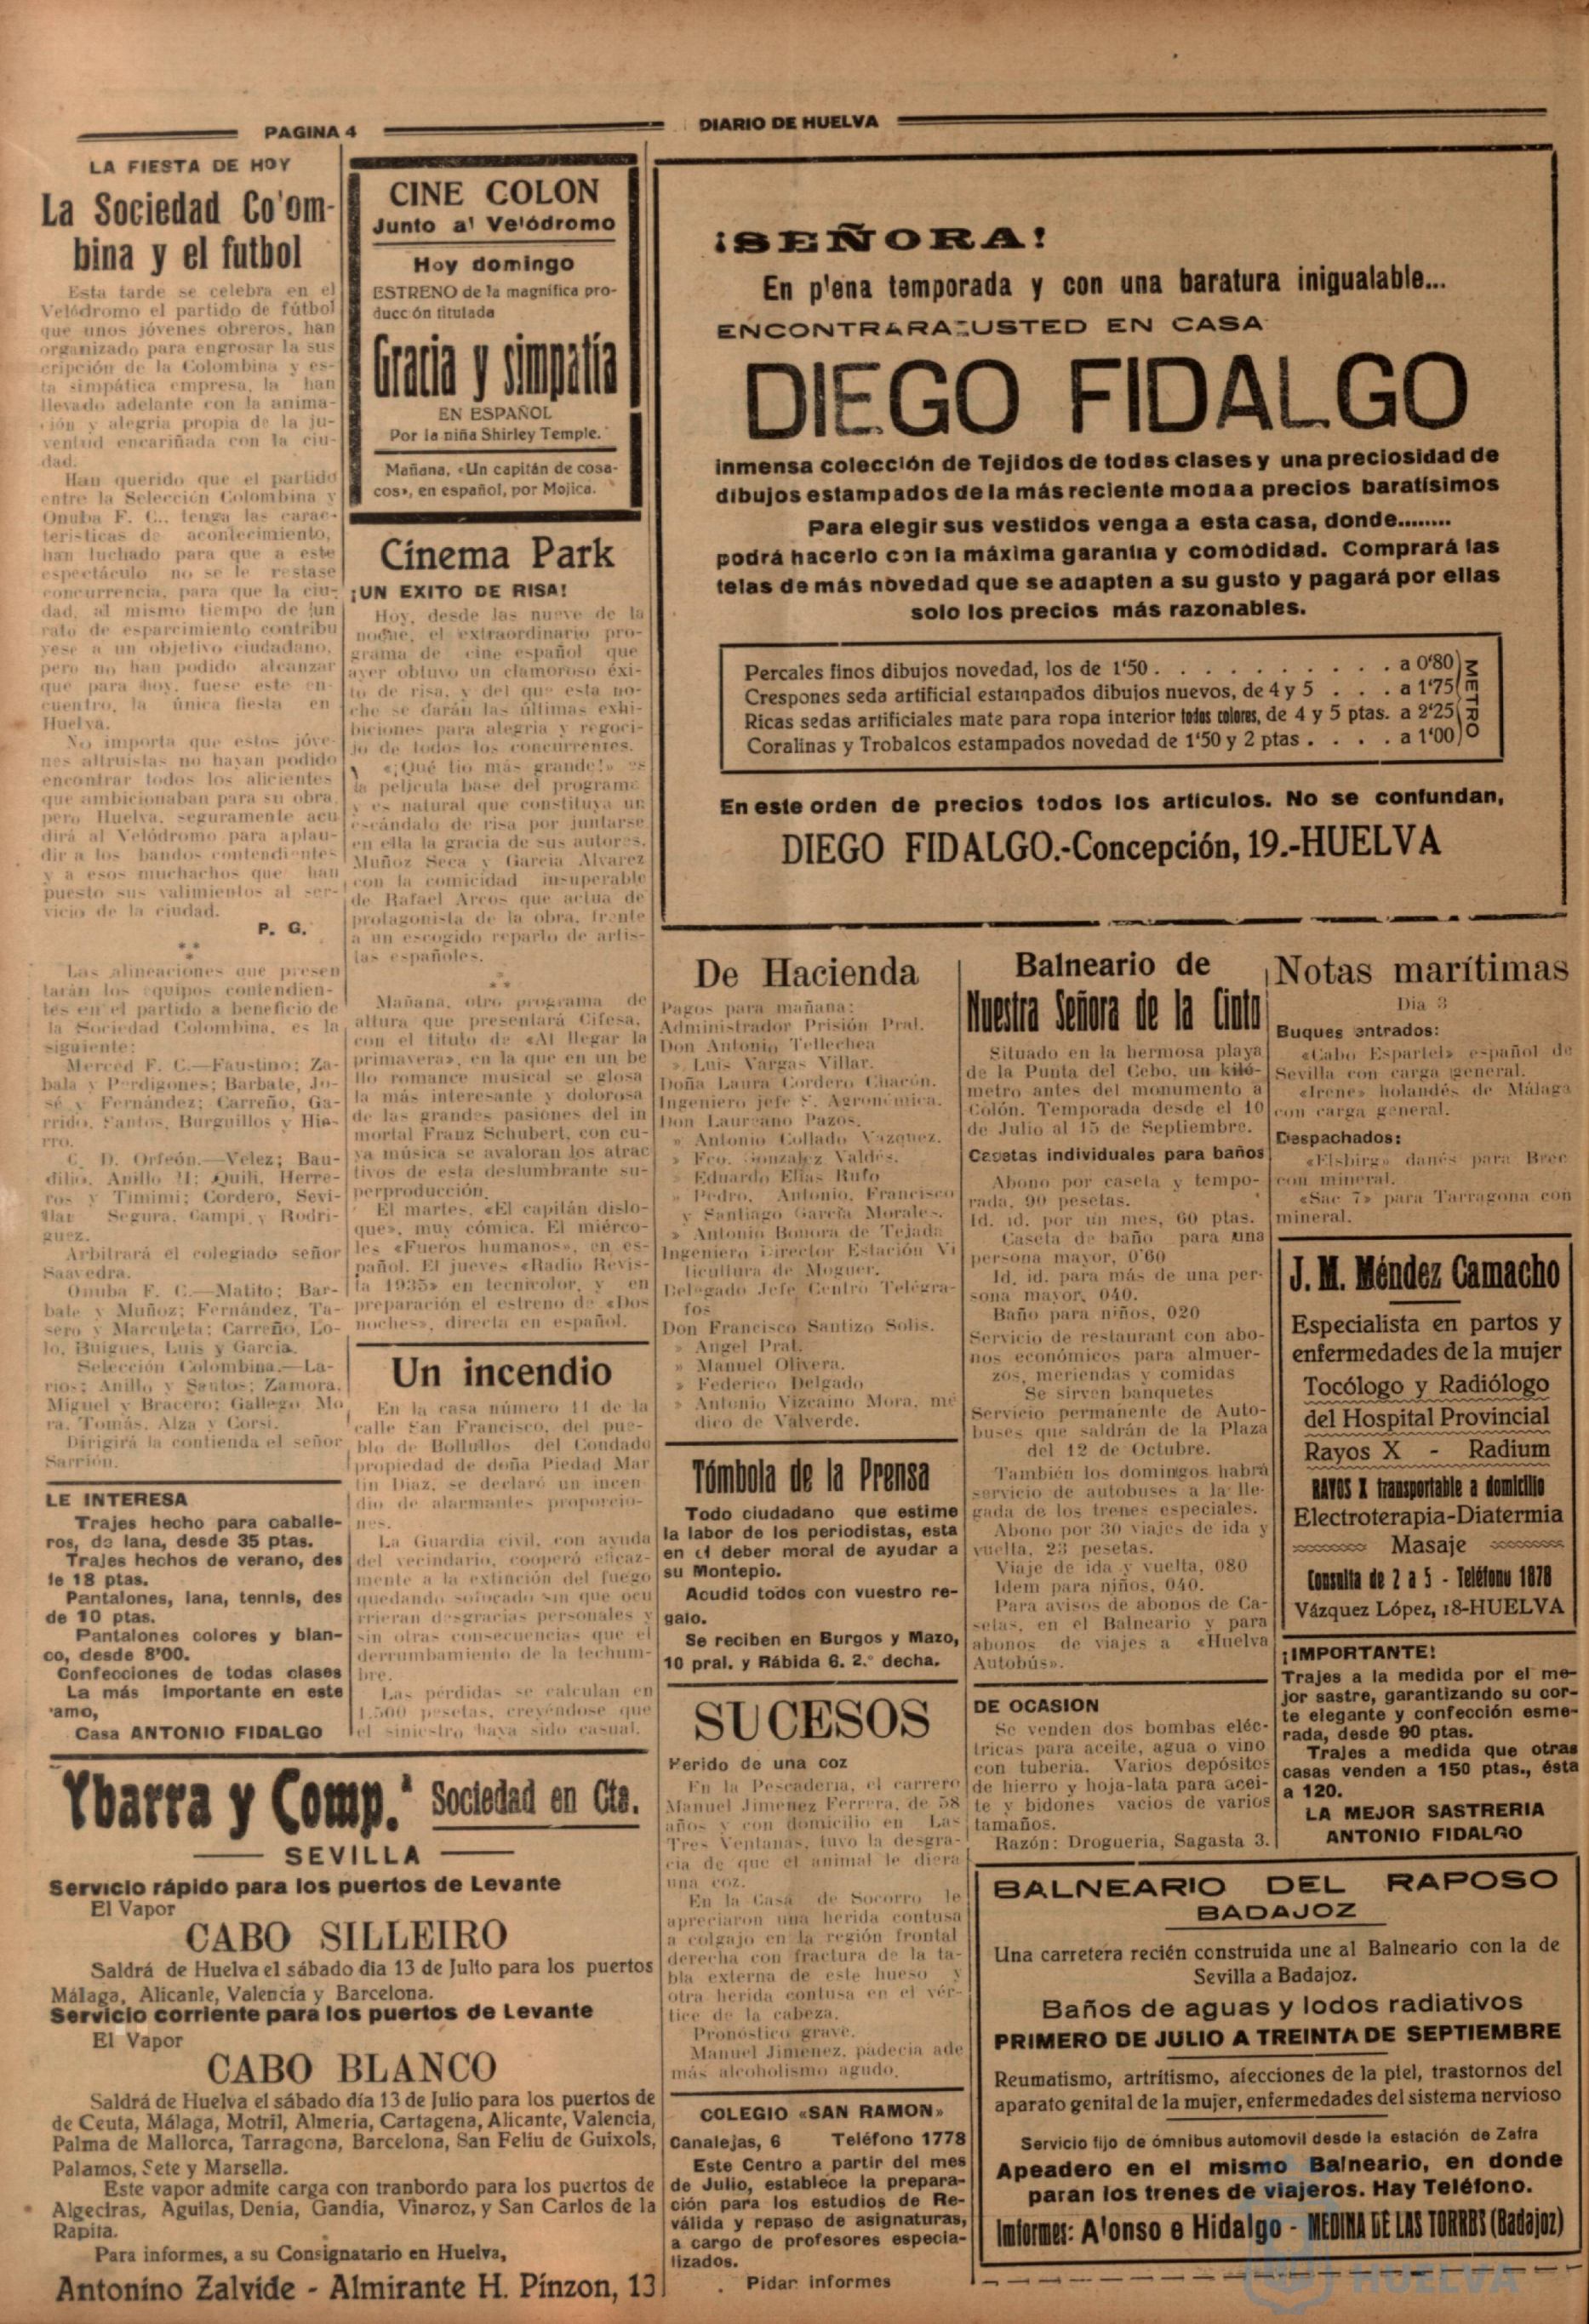 PAGINA 4
DIARIO DE HUELVA
LA FIESTA DE HOY
La Sociedad Co'om-
bina y el futbol
Esta tarde se celebra en el
Velódromo el partido de fútbol
que unos jóvenes obreros, han
organizado para engrosar la sus
cripción de la Colombina y es-
ta simpática empresa, la han
llevado adelante con la anima-
ción y alegría propia de la ju-
ventud encariñada con la ciu-
dad.
Han querido que el partido
entre la Selección Colombina y
Onuba F. C., tenga las carac-
terísticas de acontecimiento,
han luchado para que a este
espectáculo no se le restase
concurrencia, para que la ciu-
dad, al mismo tiempo de un
rato de esparcimiento contribu
yese a un objetivo ciudadano,
pero no han podido alcanzar
que para hoy, fuese este en-
cuentro, la única fiesta en
Huelva.
No importa que estos jóve-
nes altruistas no hayan podido
encontrar todos los alicientes
que ambicionaban para su obra,
pero Huelva, seguramente acu
dirá al Velódromo para aplau-
dir a los bandos contendientes
y a esos muchachos que han
puesto sus valimientos al ser-
vicio de la ciudad.
P. G.
Las alineaciones que presen
tarán los equipos contendien-
tes en el partido a beneficio de
la Sociedad Colombina, es la
siguiente:
Merced F. C.—Faustino; Za-
bala y Perdigones; Barbate, Jo-
sé y Fernández; Carreño, Ga-
rrido, Santos, Burguillos y Hie-
rro.
C. D. Orfeón.—Velez; Bau-
dilio, Anillo II; Quili, Herre-
ros y Timimi; Cordero, Sevi-
llar Segura, Campi, y Rodrí-
guez.
Arbitrará el colegiado señor
Saavedra.
Onuba F. C.—Matito; Bar-
bate y Muñoz; Fernández, Ta-
sero y Marculeta; Carreño, Lo-
lo, Buigues, Luis y García.
Selección Colombina.—La-
rios; Anillo y Santos; Zamora,
Miguel y Bracero; Gallego, Mo
ra, Tomás, Alza y Corsi.
Dirigirá la contienda el señor
Sarrión.
LE INTERESA
Trajes hecho para caballe-
ros, de lana, desde 35 ptas.
Trajes hechos de verano, des
le 18 ptas.
Pantalones, lana, tennis, des
de 10 ptas.
Pantalones colores y blan-
co, desde 8'00.
Confecciones de todas clases
La más importante en este
'amo,
Casa ANTONIO FIDALGO
CINE COLON
Junto al Velódromo
Hoy domingo
ESTRENO de la magnífica pro-
ducc ón titulada
Gracia y simpatía
EN ESPAÑOL
Por la niña Shirley Temple.
Mañana, «Un capitán de cosa-
cos», en español, por Mojica.
Cinema Park
¡UN EXITO DE RISA!
Hoy, desde las nueve de la
noche, el extraordinario pro-
grama de cine español que
ayer obtuvo un clamoroso éxi-
to de risa, y del que esta no-
che se darán las últimas exhi-
biciones para alegría y regoci-
jo de todos los concurrentes.
«¡Qué tío más grande!» es
la película base del programa
y es natural que constituya un
escándalo de risa por juntarse
en ella la gracia de sus autores,
Muñoz Seca y García Alvarez
con la comicidad insuperable
de Rafael Arcos que actúa de
protagonista de la obra, frente
a un escogido reparto de artis-
tas españoles.
Mañana, otro programa de
altura que presentará Cifesa,
con el título de «Al llegar la
primavera», en la que en un be
llo romance musical se glosa
la más interesante y dolorosa
de las grandes pasiones del in
mortal Franz Schubert, con cu-
ya música se avaloran los atrac
tivos de esta deslumbrante su-
perproducción.
El martes, «El capitán dislo-
que», muy cómica. El miérco-
les «Fueros humanos», en es-
pañol. El jueves «Radio Revis-
ta 1935» en tecnicolor, y en
preparación el estreno de «Dos
noches», directa en español.
Un incendio
En la casa número 11 de la
calle San Francisco, del pue-
blo de Bollullos del Condado
propiedad de doña Piedad Mar
tín Díaz, se declaró un incen
dio de alarmantes proporcio-
nes.
La Guardia civil, con ayuda
del vecindario, cooperó eficaz-
mente a la extinción del fuego
quedando sofocado sin que ocu
rrieran desgracias personales y
sin otras consecuencias que el
derrumbamiento de la techum-
bre.
Las pérdidas se calculan en
1.500 pesetas, creyéndose que
el siniestro haya sido casual.
Ybarra y Comp.ª Sociedad en Cta.
SEVILLA
Servicio rápido para los puertos de Levante
El Vapor
CABO SILLEIRO
Saldrá de Huelva el sábado dia 13 de Julio para los puertos
Málaga, Alicante, Valencia y Barcelona.
Servicio corriente para los puertos de Levante
El Vapor
CABO BLANCO
Saldrá de Huelva el sábado día 13 de Julio para los puertos de
de Ceuta, Málaga, Motril, Almeria, Cartagena, Alicante, Valencia,
Palma de Mallorca, Tarragona, Barcelona, San Feliu de Guixols,
Palamos, Sete y Marsella.
Este vapor admite carga con tranbordo para los puertos de
Algeciras, Aguilas, Denia, Gandia, Vinaroz, y San Carlos de la
Rapita.
Para informes, a su Consignatario en Huelva,
Antonino Zalvide - Almirante H. Pinzon, 13
¡SEÑORA!
En p'ena temporada y con una baratura inigualable...
ENCONTRARA USTED EN CASA
DIEGO FIDALGO
inmensa colección de Tejidos de todas clases y una preciosidad de
dibujos estampados de la más reciente moda a precios baratísimos
Para elegir sus vestidos venga a esta casa, donde........
podrá hacerlo con la máxima garantía y comodidad. Comprará las
telas de más novedad que se adapten a su gusto y pagará por ellas
solo los precios más razonables.
Percales finos dibujos novedad, los de 1'50 . . . . . . . . . . . a 0'80
Crespones seda artificial estampados dibujos nuevos, de 4 y 5 . . . a 1'75
Ricas sedas artificiales mate para ropa interior todos colores, de 4 y 5 ptas. a 2'25
Coralinas y Trobalcos estampados novedad de 1'50 y 2 ptas . . . . a 1'00
METRO
En este orden de precios todos los artículos. No se confundan,
DIEGO FIDALGO.-Concepción, 19.-HUELVA
De Hacienda
Pagos para mañana:
Administrador Prisión Pral.
Don Antonio Tellechea
» Luis Vargas Villar.
Doña Laura Cordero Chacón.
Ingeniero jefe S. Agronómica.
Don Laureano Pazos.
» Antonio Collado Vázquez.
» Fco. González Valdés.
» Eduardo Elías Rufo
» Pedro, Antonio, Francisco
y Santiago García Morales.
» Antonio Bonora de Tejada
Ingeniero Director Estación Vi
ticultura de Moguer.
Delegado Jefe Centro Telégra-
fos
Don Francisco Santizo Solis.
» Angel Prat.
» Manuel Olivera.
» Federico Delgado
» Antonio Vizcaíno Mora, mé
dico de Valverde.
Tómbola de la Prensa
Todo ciudadano que estime
la labor de los periodistas, esta
en el deber moral de ayudar a
su Montepío.
Acudid todos con vuestro re-
galo.
Se reciben en Burgos y Mazo,
10 pral. y Rábida 6. 2.º decha.
SUCESOS
Herido de una coz
En la Pescadería, el carrero
Manuel Jiménez Ferrera, de 58
años y con domicilio en Las
Tres Ventanas, tuvo la desgra-
cia de que el animal le diera
una coz.
En la Casa de Socorro le
apreciaron una herida contusa
a colgajo en la región frontal
derecha con fractura de la ta-
bla externa de este hueso y
otra herida contusa en el vér-
tice de la cabeza.
Pronóstico grave.
Manuel Jiménez, padecía ade
más alcoholismo agudo.
COLEGIO «SAN RAMON»
Canalejas, 6 Teléfono 1778
Este Centro a partir del mes
de Julio, establece la prepara-
ción para los estudios de Re-
válida y repaso de asignaturas,
a cargo de profesores especia-
lizados.
Pidan informes
Balneario de
Nuestra Señora de la Cinta
Situado en la hermosa playa
de la Punta del Cebo, un kiló-
metro antes del monumento a
Colón. Temporada desde el 10
de Julio al 15 de Septiembre.
Casetas individuales para baños
Abono por caseta y tempo-
rada, 90 pesetas.
Id. id. por un mes, 60 ptas.
Caseta de baño para una
persona mayor, 0'60
Id. id. para más de una per-
sona mayor, 040.
Baño para niños, 020
Servicio de restaurant con abo-
nos económicos para almuer-
zos, meriendas y comidas
Se sirven banquetes
Servicio permanente de Auto-
buses que saldrán de la Plaza
del 12 de Octubre.
También los domingos habrá
servicio de autobuses a la lle-
gada de los trenes especiales.
Abono por 30 viajes de ida y
vuelta, 23 pesetas.
Viaje de ida y vuelta, 080
Idem para niños, 040.
Para avisos de abonos de Ca-
setas, en el Balneario y para
abonos de viajes a «Huelva
Autobús».
DE OCASION
Se venden dos bombas eléc-
tricas para aceite, agua o vino
con tubería. Varios depósitos
de hierro y hoja-lata para acei-
te y bidones vacíos de varios
tamaños.
Razón: Droguería, Sagasta 3.
Notas marítimas
Día 3
Buques entrados:
«Cabo Espartel» español de
Sevilla con carga general.
«Irene» holandés de Málaga
con carga general.
Despachados:
«Elsbirg» danés para Brec
con mineral.
«Sac 7» para Tarragona con
mineral.
J. M. Méndez Camacho
Especialista en partos y
enfermedades de la mujer
Tocólogo y Radiólogo
del Hospital Provincial
Rayos X - Radium
RAYOS X transportable a domicilio
Electroterapia-Diatermia
Masaje
Consulta de 2 a 5 - Teléfono 1878
Vázquez López, 18-HUELVA
¡IMPORTANTE!
Trajes a la medida por el me-
jor sastre, garantizando su cor-
te elegante y confección esme-
rada, desde 90 ptas.
Trajes a medida que otras
casas venden a 150 ptas., ésta
a 120.
LA MEJOR SASTRERIA
ANTONIO FIDALGO
BALNEARIO DEL RAPOSO
BADAJOZ
Una carretera recién construida une al Balneario con la de
Sevilla a Badajoz.
Baños de aguas y lodos radiativos
PRIMERO DE JULIO A TREINTA DE SEPTIEMBRE
Reumatismo, artritismo, afecciones de la piel, trastornos del
aparato genital de la mujer, enfermedades del sistema nervioso
Servicio fijo de ómnibus automovil desde la estación de Zafra
Apeadero en el mismo Balneario, en donde
paran los trenes de viajeros. Hay Teléfono.
Informes: Alonso e Hidalgo - MEDINA DE LAS TORRES (Badajoz)
HUELVA